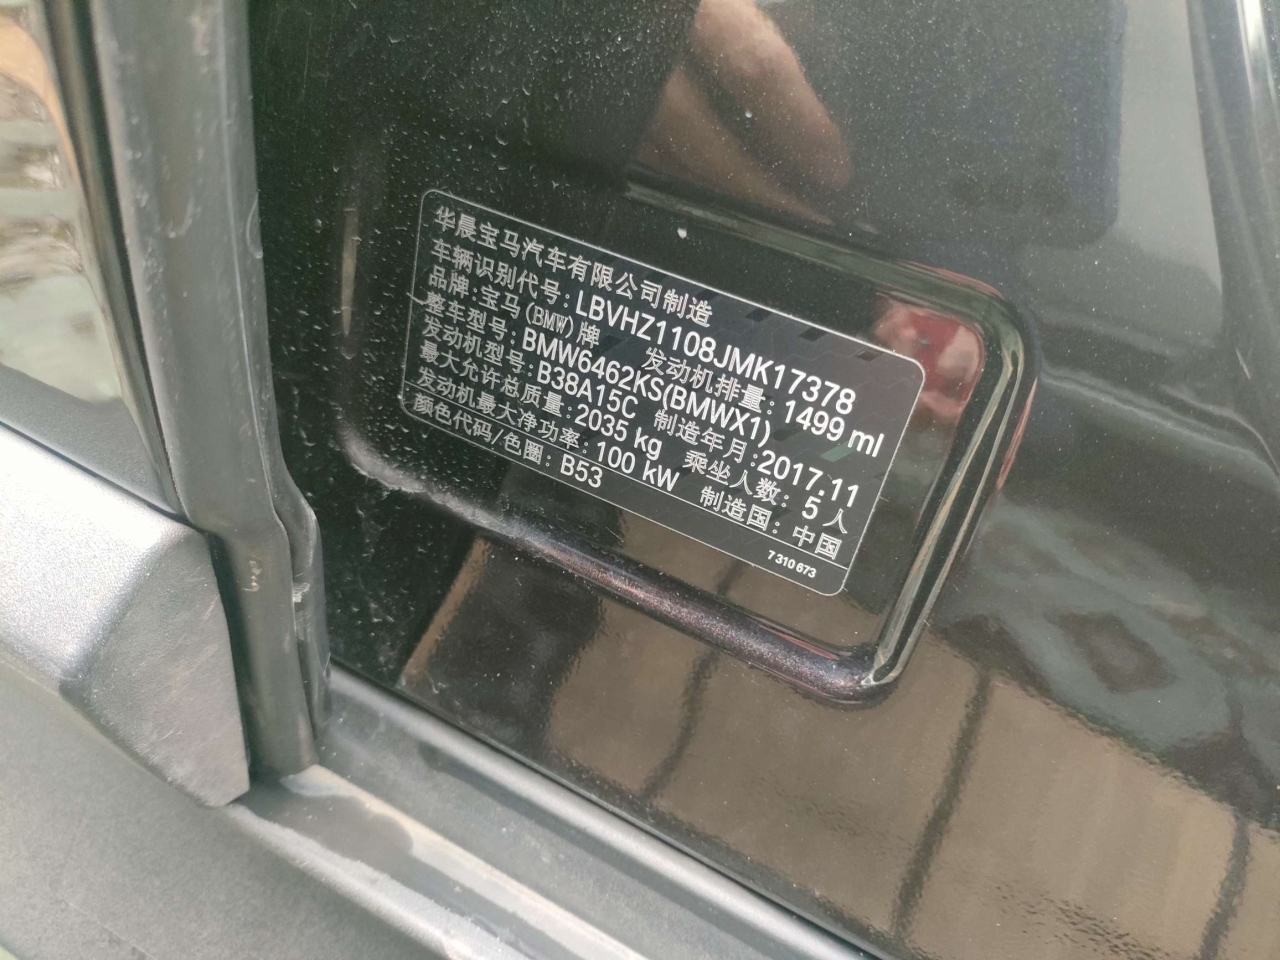 华晨宝马汽车有限公司制造
车辆识别代号: LBVHZ1108JMK17378
品牌: 宝马(BMW)牌 发动机排量: 1499 ml
整车型号: BMW6462KS(BMWX1)
发动机型号: B38A15C 制造年月: 2017.11
最大允许总质量: 2035 kg 乘坐人数: 5 人
发动机最大净功率: 100 kW 制造国: 中国
颜色代码/色圈: B53
7 310 673